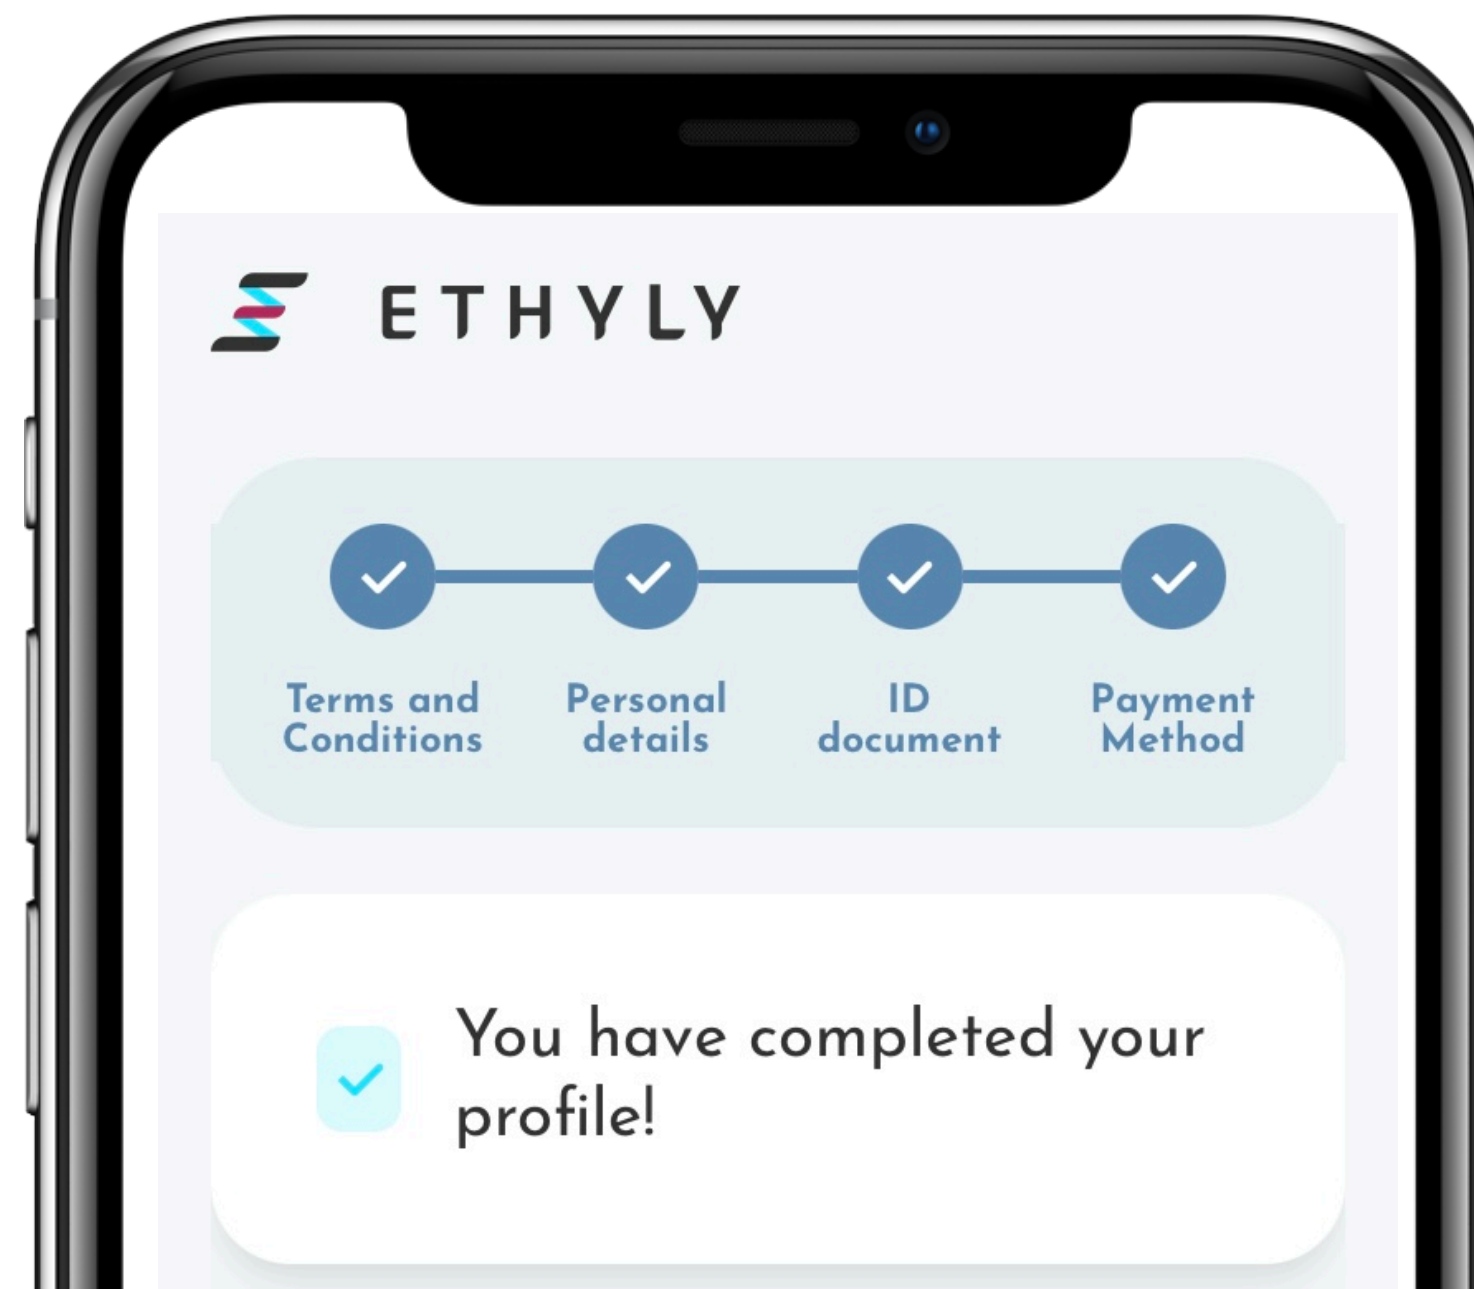 ETHYLY
Terms and
Conditions
Personal
details
ID
document
Payment
Method
You have completed your
profile!